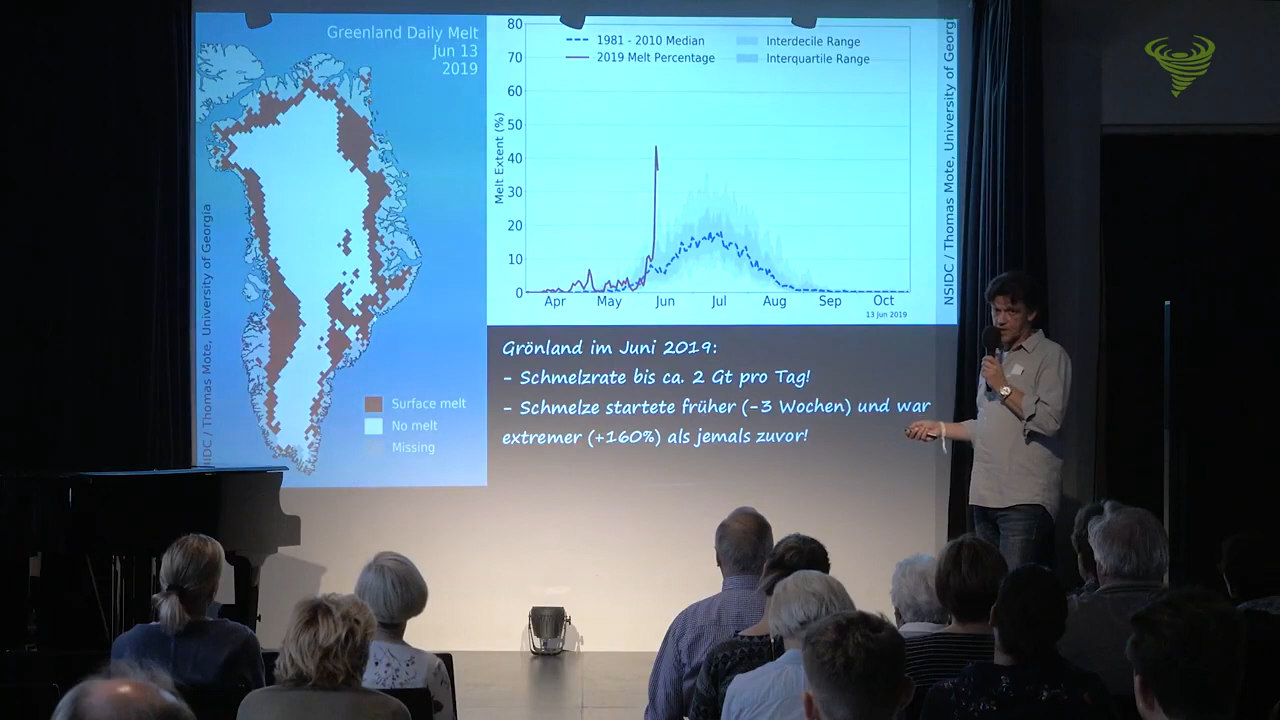 Greenland Daily Melt
Jun 13
2019
NSIDC / Thomas Mote, University of Georgia
Surface melt
No melt
Missing
Melt Extent (%)
80
70
60
50
40
30
20
10
0
1981 - 2010 Median
2019 Melt Percentage
Interdecile Range
Interquartile Range
Apr May Jun Jul Aug Sep Oct
13 Jun 2019
NSIDC / Thomas Mote, University of Georgia
Grönland im Juni 2019:
- Schmelzrate bis ca. 2 Gt pro Tag!
- Schmelze startete früher (-3 Wochen) und war
extremer (+160%) als jemals zuvor!